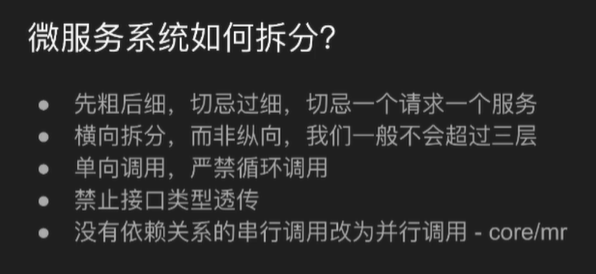 微服务系统如何拆分?
● 先粗后细，切忌过细，切忌一个请求一个服务
● 横向拆分，而非纵向，我们一般不会超过三层
● 单向调用，严禁循环调用
● 禁止接口类型透传
● 没有依赖关系的串行调用改为并行调用 - core/mr